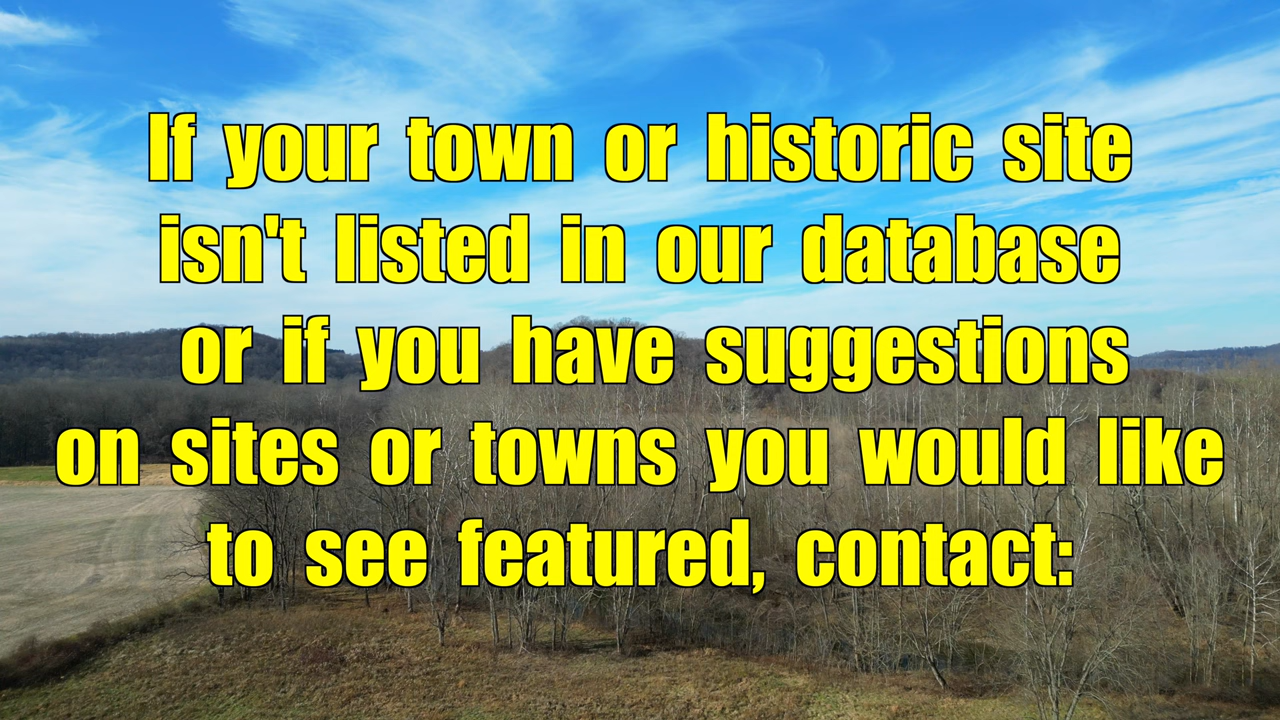 If your town or historic site
isn't listed in our database
or if you have suggestions
on sites or towns you would like
to see featured, contact: